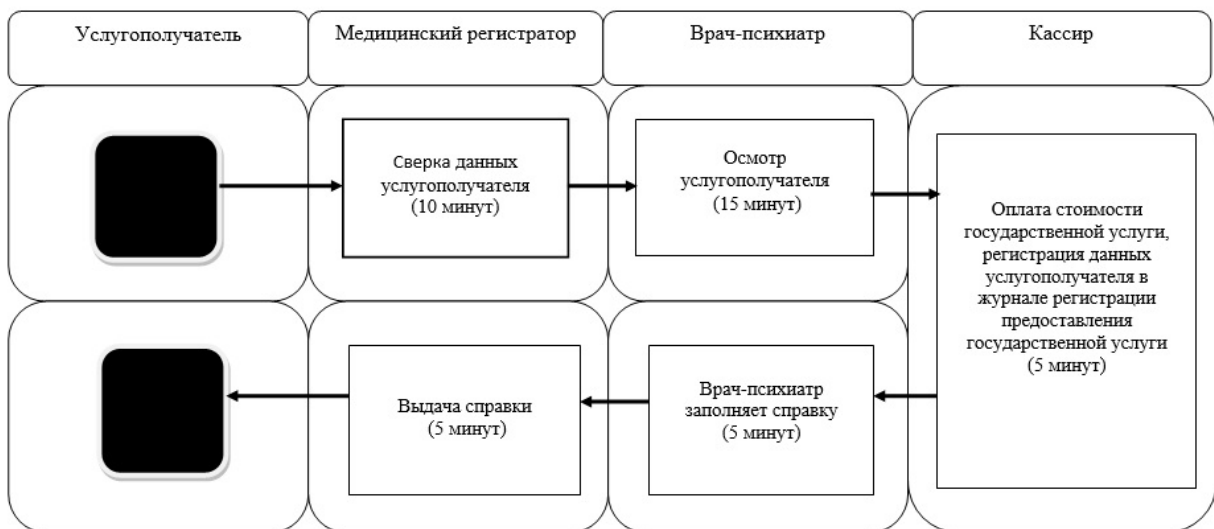 Услугополучатель
Медицинский регистратор
Врач-психиатр
Кассир
Сверка данных
услугополучателя
(10 минут)
Осмотр
услугополучателя
(15 минут)
Оплата стоимости
государственной услуги,
регистрация данных
услугополучателя в
журнале регистрации
предоставления
государственной услуги
(5 минут)
Врач-психиатр
заполняет справку
(5 минут)
Выдача справки
(5 минут)